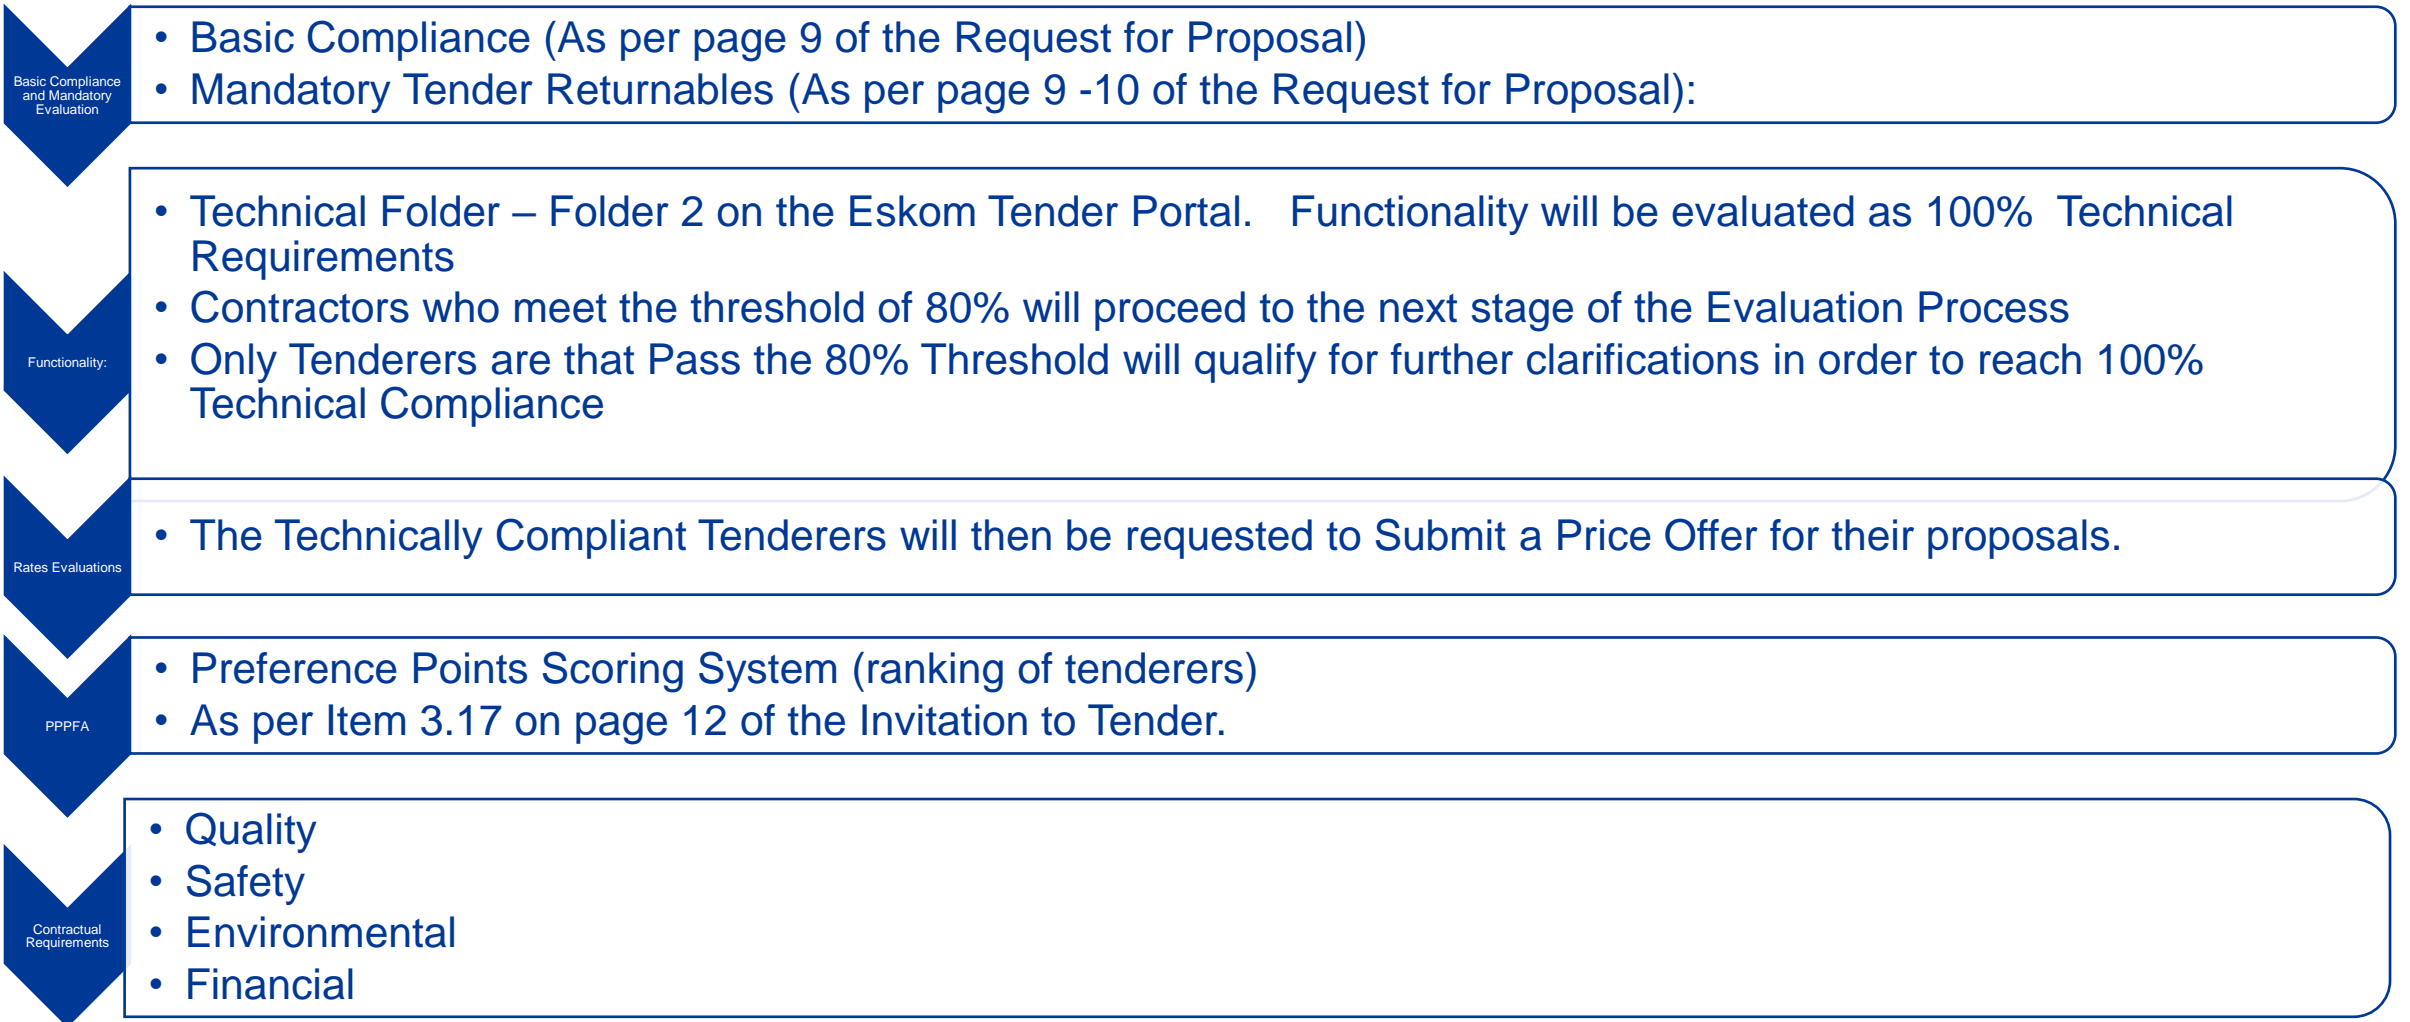 Basic Compliance
and Mandatory
Evaluation
• Basic Compliance (As per page 9 of the Request for Proposal)
• Mandatory Tender Returnables (As per page 9 -10 of the Request for Proposal):
Functionality:
• Technical Folder – Folder 2 on the Eskom Tender Portal.   Functionality will be evaluated as 100%  Technical
Requirements
• Contractors who meet the threshold of 80% will proceed to the next stage of the Evaluation Process
• Only Tenderers are that Pass the 80% Threshold will qualify for further clarifications in order to reach 100%
Technical Compliance
Rates Evaluations
• The Technically Compliant Tenderers will then be requested to Submit a Price Offer for their proposals.
PPPFA
• Preference Points Scoring System (ranking of tenderers)
• As per Item 3.17 on page 12 of the Invitation to Tender.
Contractual
Requirements
• Quality
• Safety
• Environmental
• Financial